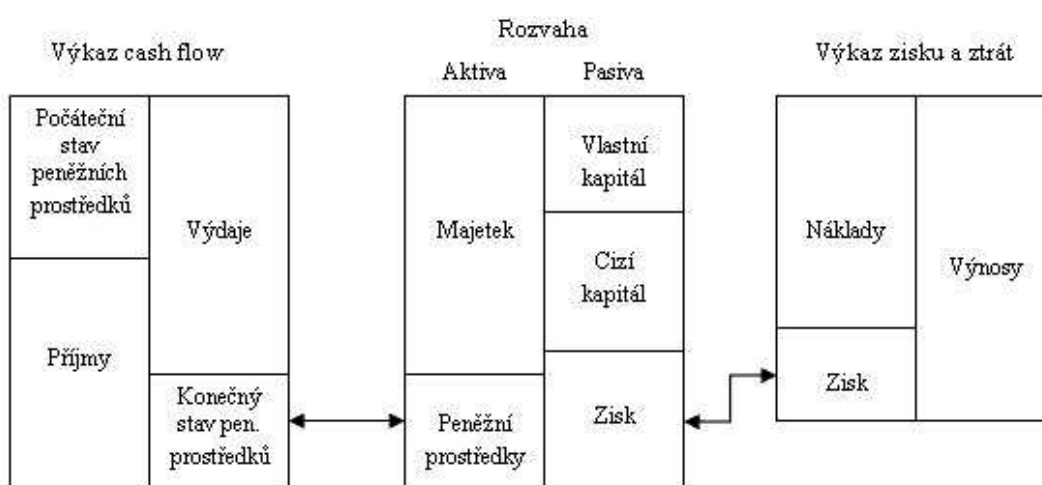 Výkaz cash flow
Počáteční
stav
peněžních
prostředků
Příjmy
Výdaje
Konečný
stav pen.
prostředků
Rozvaha
Aktiva
Pasiva
Majetek
Peněžní
prostředky
Vlastní
kapitál
Cizí
kapitál
Zisk
Výkaz zisku a ztrát
Náklady
Zisk
Výnosy